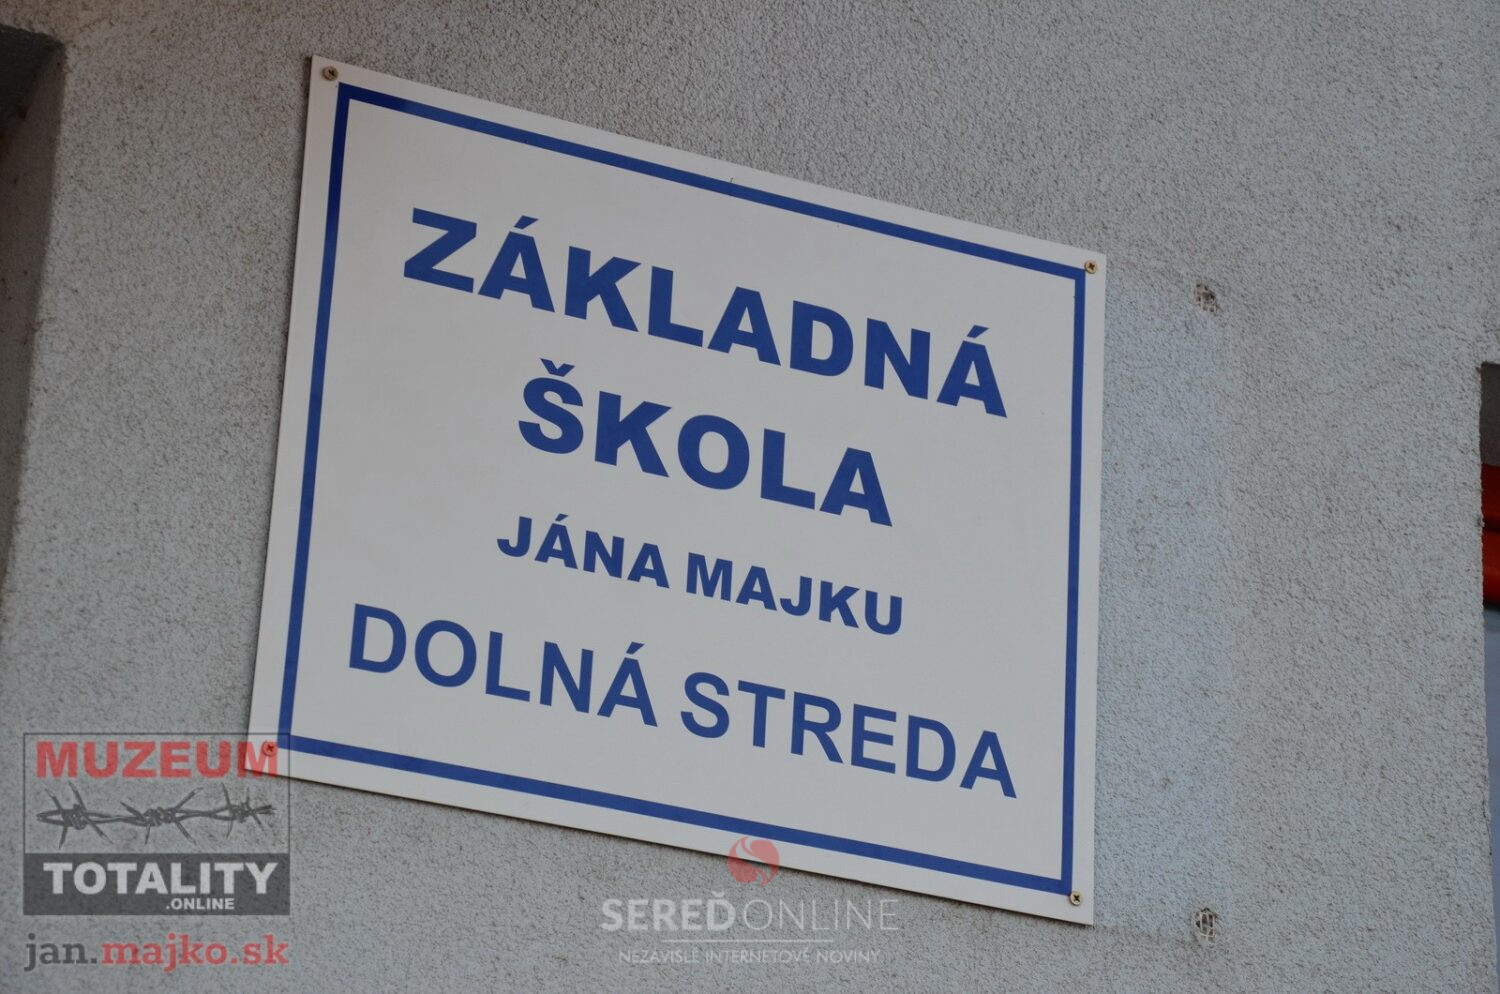 ZÁKLADNÁ
ŠKOLA
JÁNA MAJKU
DOLNÁ STREDA
MUZEUM
TOTALITY
.ONLINE
jan.majko.sk
SEREĎONLINE
NEZÁVISLÉ INTERNETOVÉ NOVINY